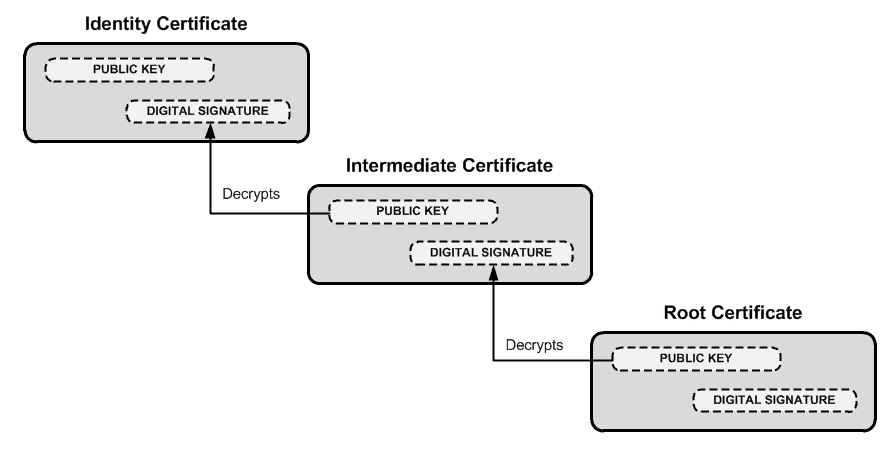 Identity Certificate
PUBLIC KEY
DIGITAL SIGNATURE
Decrypts
Intermediate Certificate
PUBLIC KEY
DIGITAL SIGNATURE
Decrypts
Root Certificate
PUBLIC KEY
DIGITAL SIGNATURE